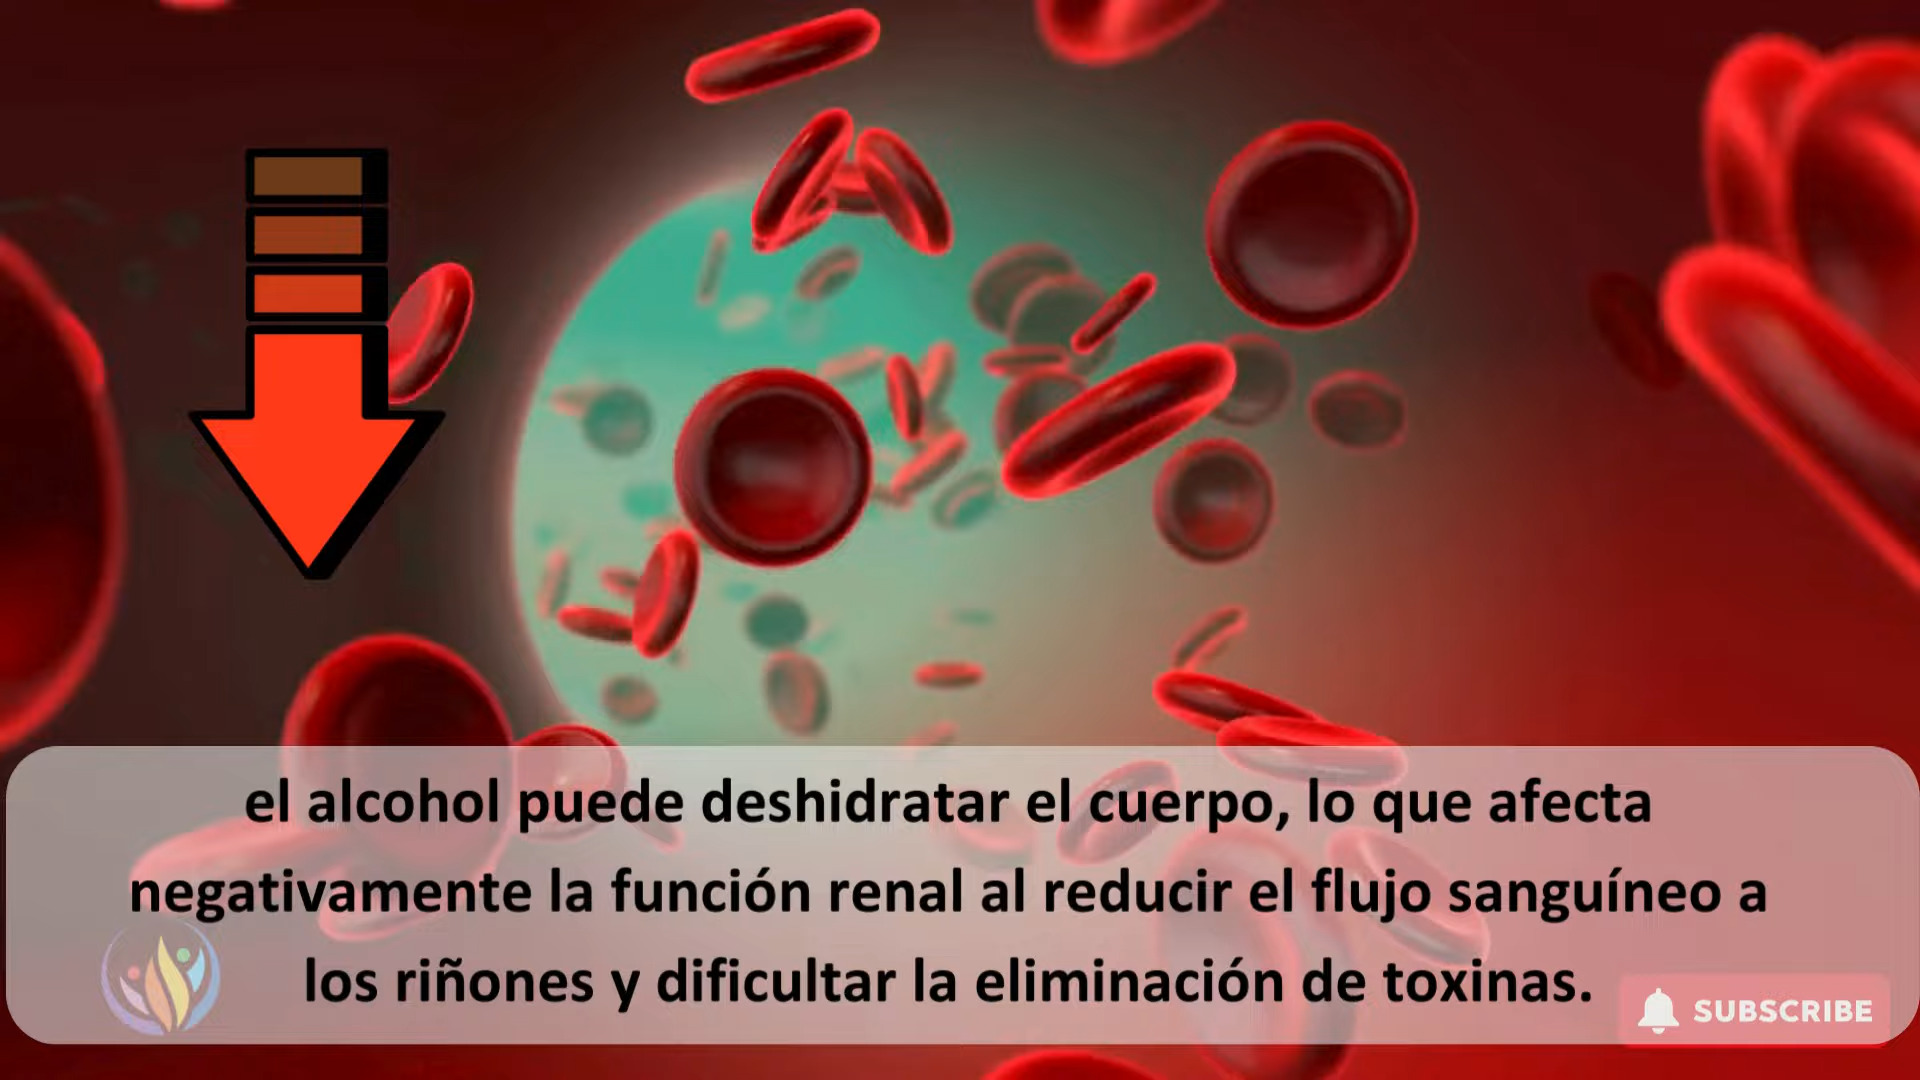 el alcohol puede deshidratar el cuerpo, lo que afecta
negativamente la función renal al reducir el flujo sanguíneo a
los riñones y dificultar la eliminación de toxinas.
SUBSCRIBE